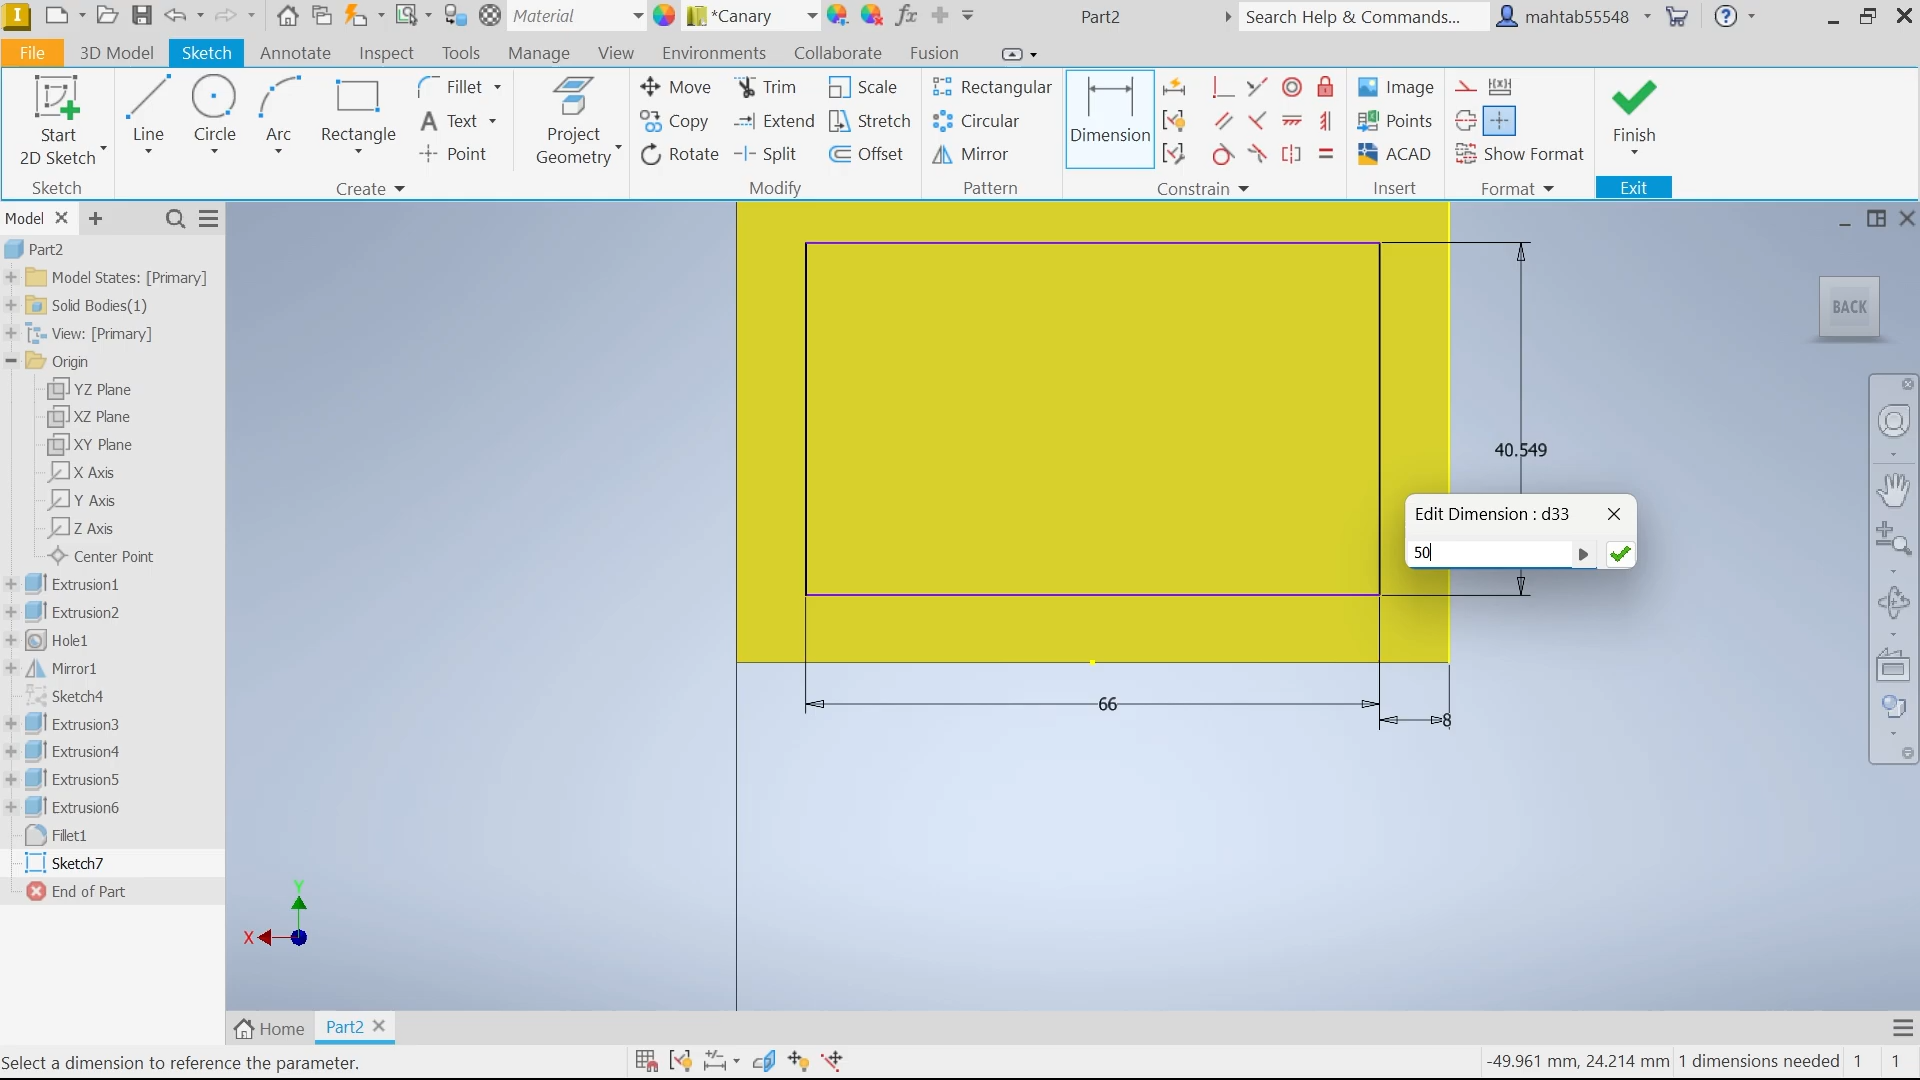 Material
*Canary
fx
Part2
Search Help & Commands...
mahtab55548
File
3D Model
Sketch
Annotate
Inspect
Tools
Manage
View
Environments
Collaborate
Fusion
Start
2D Sketch
Line
Circle
Arc
Rectangle
Fillet
Text
Point
Project
Geometry
Move
Copy
Rotate
Trim
Extend
Split
Scale
Stretch
Offset
Rectangular
Circular
Mirror
Dimension
Image
Points
ACAD
Show Format
Finish
Sketch
Create
Modify
Pattern
Constrain
Insert
Format
Exit
Model
Part2
Model States: [Primary]
Solid Bodies(1)
View: [Primary]
Origin
YZ Plane
XZ Plane
XY Plane
X Axis
Y Axis
Z Axis
Center Point
Extrusion1
Extrusion2
Hole1
Mirror1
Sketch4
Extrusion3
Extrusion4
Extrusion5
Extrusion6
Fillet1
Sketch7
End of Part
BACK
40.549
Edit Dimension : d33
50
66
8
Y
X
Home
Part2
Select a dimension to reference the parameter.
-49.961 mm, 24.214 mm
1 dimensions needed
1
1